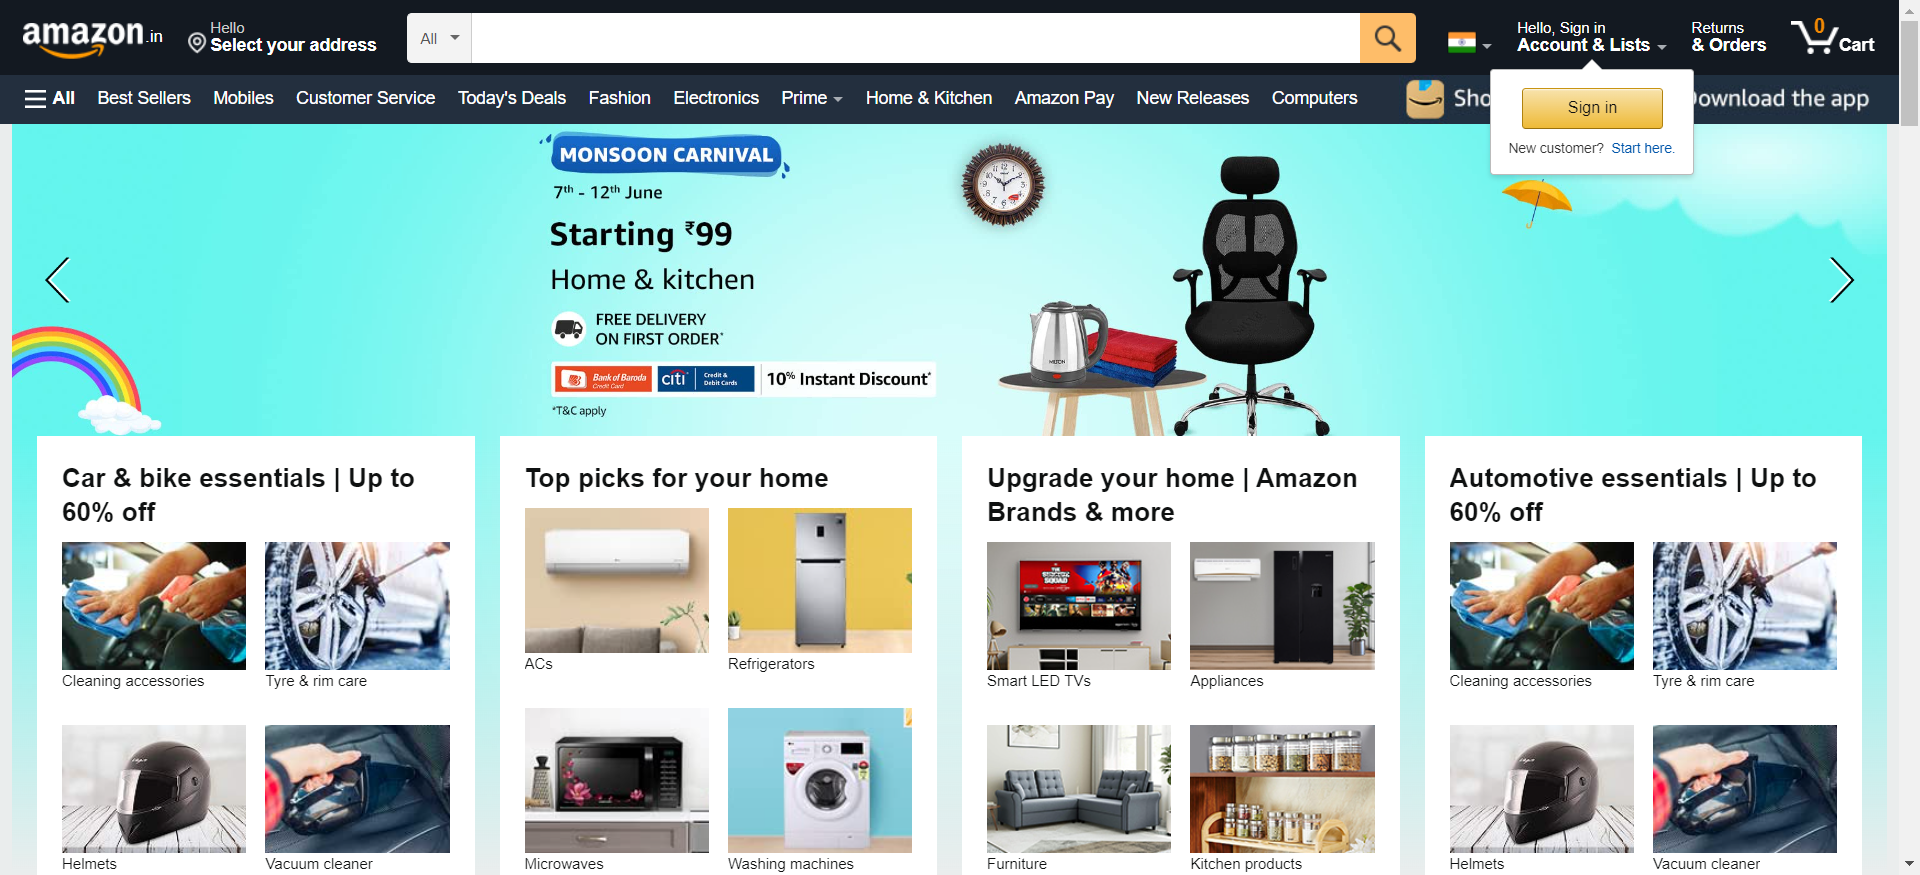 amazon.in
Hello
Select your address
All
Hello, Sign in
Account & Lists
Returns
& Orders
0
Cart
All
Best Sellers
Mobiles
Customer Service
Today's Deals
Fashion
Electronics
Prime
Home & Kitchen
Amazon Pay
New Releases
Computers
Sho
ownload the app
Sign in
New customer? Start here.
MONSOON CARNIVAL
7th - 12th June
Starting ₹99
Home & kitchen
FREE DELIVERY
ON FIRST ORDER*
Bank of Baroda
Credit Card
citi
Credit &
Debit Cards
10% Instant Discount*
*T&C apply
MILTON
Car & bike essentials | Up to
60% off
Cleaning accessories
Tyre & rim care
Helmets
Vacuum cleaner
Top picks for your home
ACs
Refrigerators
Microwaves
Washing machines
Upgrade your home | Amazon
Brands & more
THE
SUICIDE
SQUAD
Smart LED TVs
Appliances
Furniture
Kitchen products
Automotive essentials | Up to
60% off
Cleaning accessories
Tyre & rim care
Helmets
Vacuum cleaner